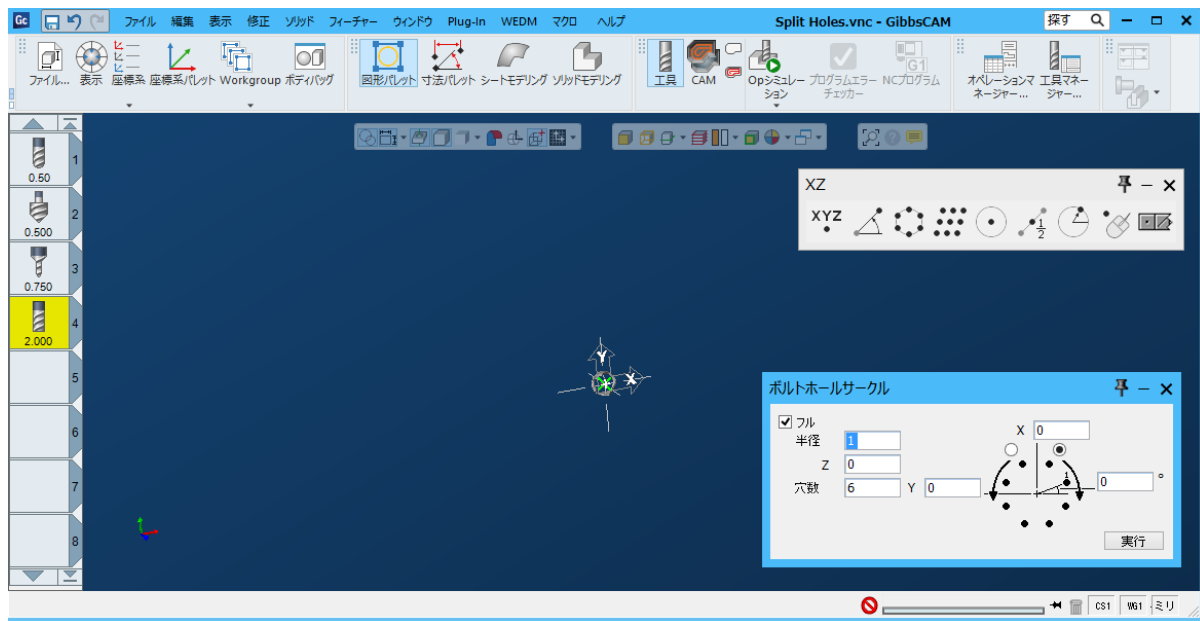 Gc ファイル 編集 表示 修正 ソリッド フィーチャー ウィンドウ Plug-In WEDM マクロ ヘルプ Split Holes.vnc - GibbsCAM 探す
ファイル... 表示 座標系 座標系パレット Workgroup ボディバッグ 図形パレット 寸法パレット シートモデリング ソリッドモデリング 工具 CAM Opシミュレーション プログラムエラーチェッカー NCプログラム オペレーションマネージャー... 工具マネージャー...
G1
1
0.50
2
0.500
3
0.750
4
2.000
5
6
7
8
XZ
XYZ
1
2
Y
X
ボルトホールサークル
フル
半径 1
Z 0
穴数 6
X 0
Y 0
1
0 °
実行
CS1 WG1 ミリ